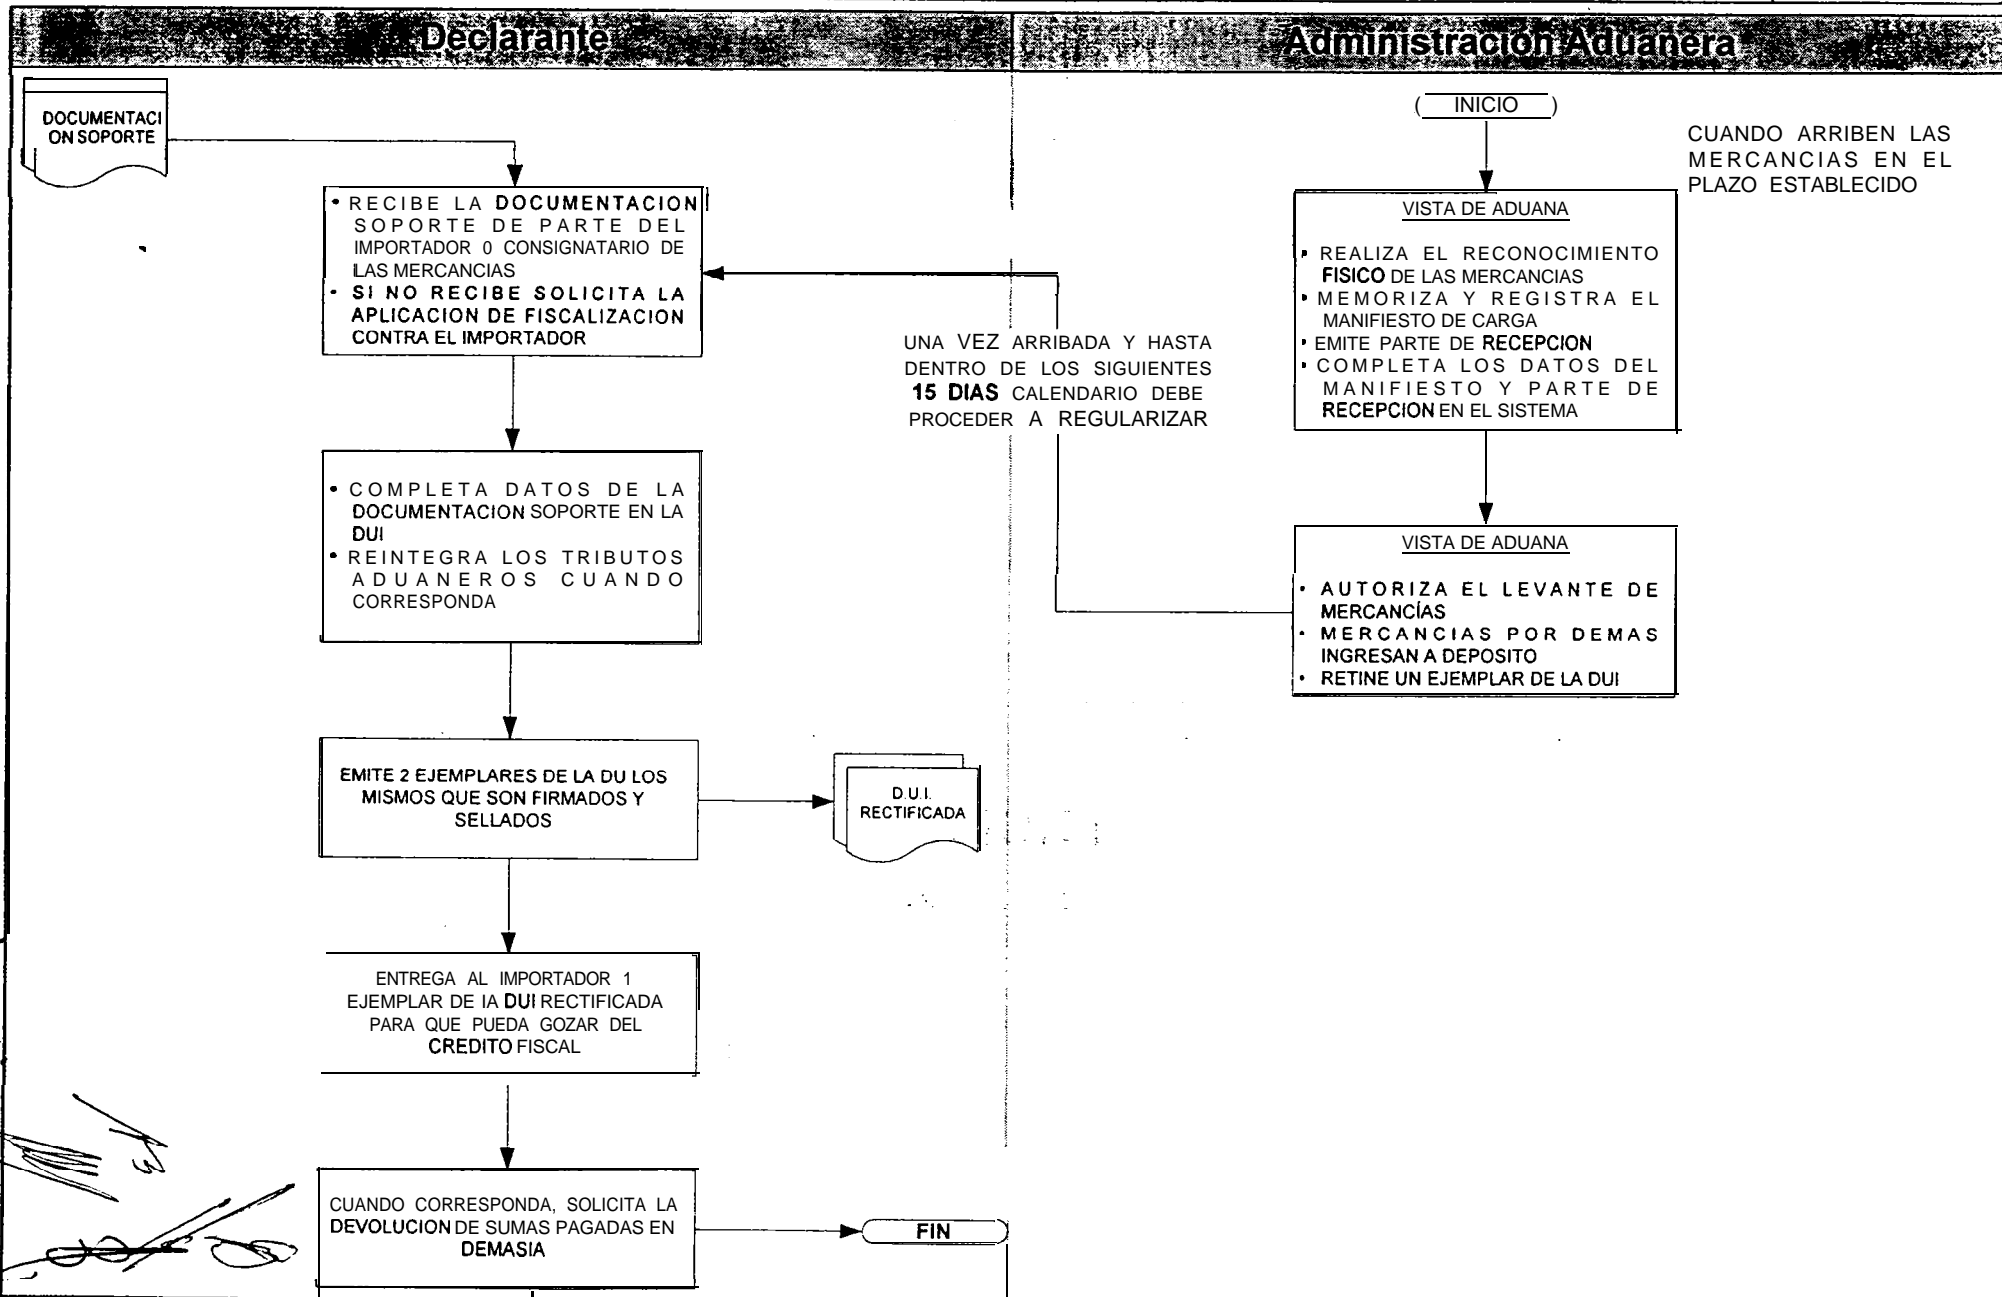 Declarante
Administración Aduanera
DOCUMENTACI
ON SOPORTE
• RECIBE LA DOCUMENTACION
SOPORTE DE PARTE DEL
IMPORTADOR 0 CONSIGNATARIO DE
LAS MERCANCIAS
• SI NO RECIBE SOLICITA LA
APLICACION DE FISCALIZACION
CONTRA EL IMPORTADOR
• COMPLETA DATOS DE LA
DOCUMENTACION SOPORTE EN LA
DUI
• REINTEGRA LOS TRIBUTOS
ADUANEROS CUANDO
CORRESPONDA
EMITE 2 EJEMPLARES DE LA DU LOS
MISMOS QUE SON FIRMADOS Y
SELLADOS
D.U.I.
RECTIFICADA
ENTREGA AL IMPORTADOR 1
EJEMPLAR DE IA DUI RECTIFICADA
PARA QUE PUEDA GOZAR DEL
CREDITO FISCAL
CUANDO CORRESPONDA, SOLICITA LA
DEVOLUCION DE SUMAS PAGADAS EN
DEMASIA
FIN
UNA VEZ ARRIBADA Y HASTA
DENTRO DE LOS SIGUIENTES
15 DIAS CALENDARIO DEBE
PROCEDER A REGULARIZAR
( INICIO )
CUANDO ARRIBEN LAS
MERCANCIAS EN EL
PLAZO ESTABLECIDO
VISTA DE ADUANA
• REALIZA EL RECONOCIMIENTO
FISICO DE LAS MERCANCIAS
• MEMORIZA Y REGISTRA EL
MANIFIESTO DE CARGA
• EMITE PARTE DE RECEPCION
• COMPLETA LOS DATOS DEL
MANIFIESTO Y PARTE DE
RECEPCION EN EL SISTEMA
VISTA DE ADUANA
• AUTORIZA EL LEVANTE DE
MERCANCÍAS
• MERCANCIAS POR DEMAS
INGRESAN A DEPOSITO
• RETINE UN EJEMPLAR DE LA DUI